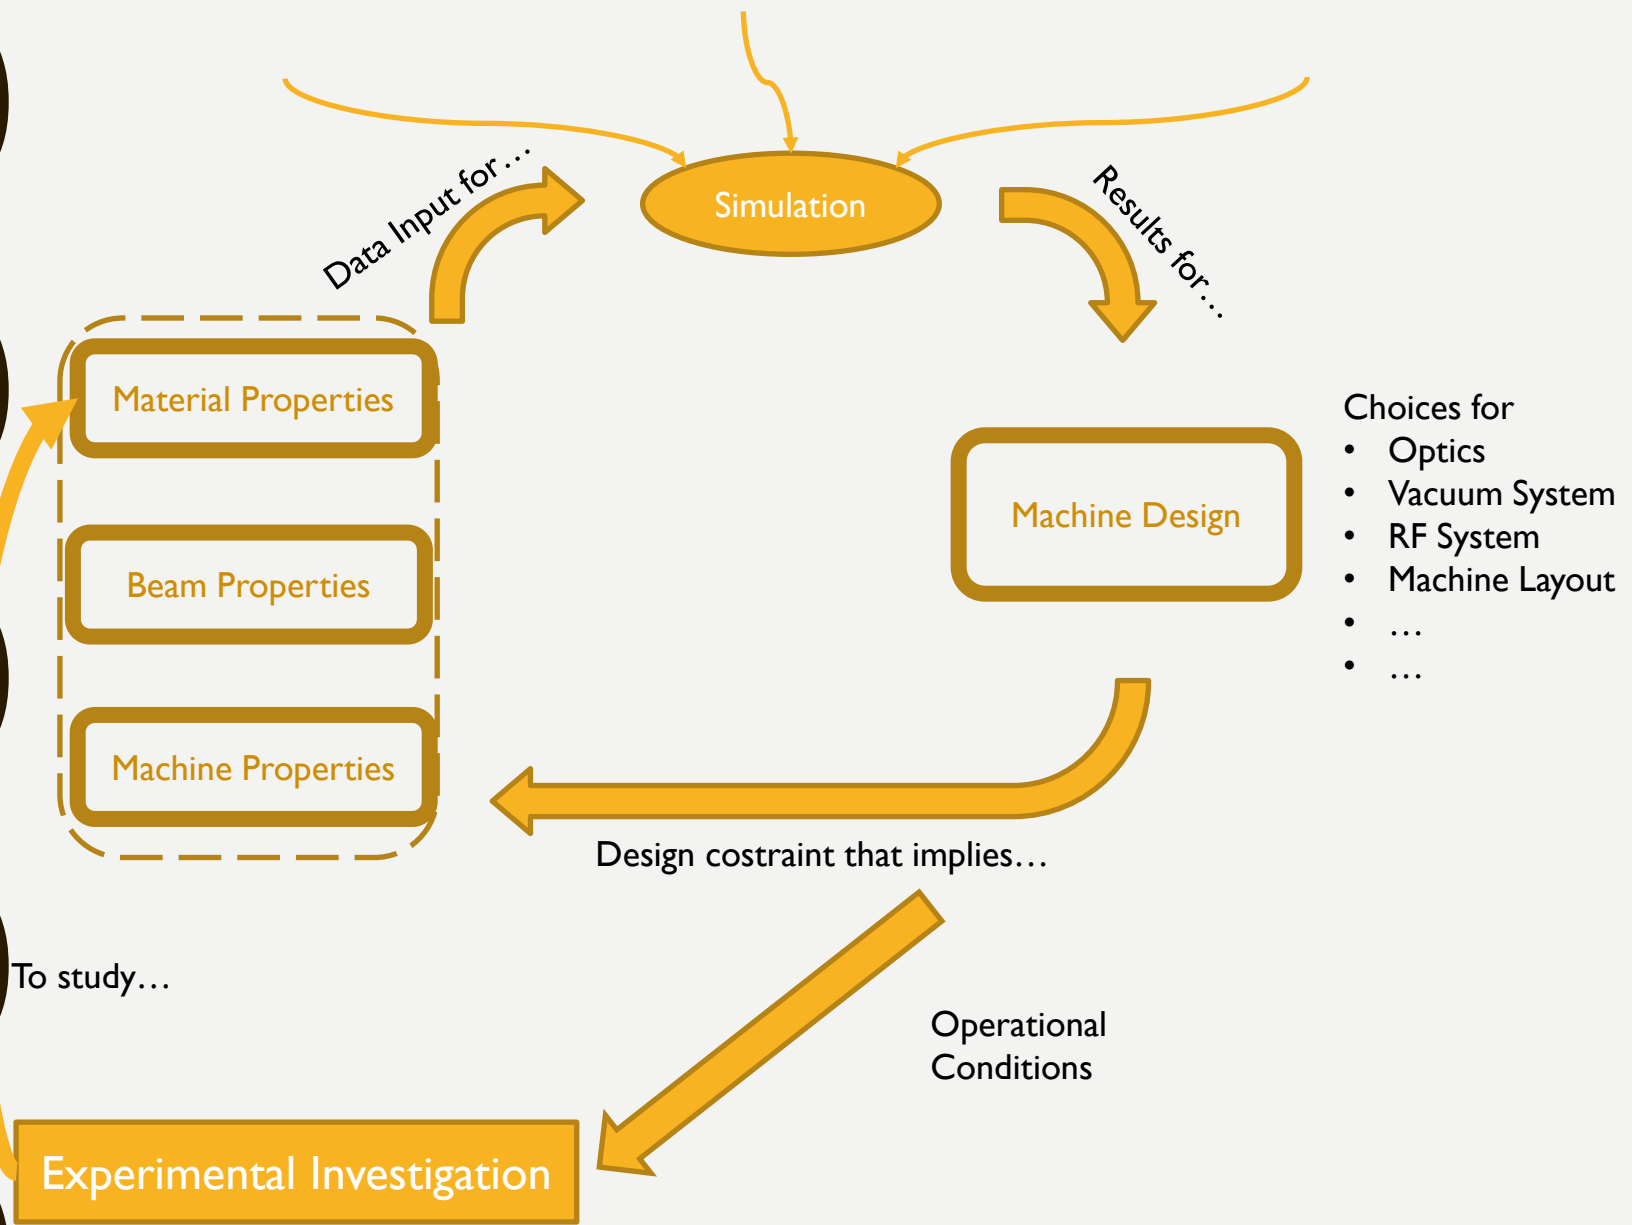 Simulation
Data Input for…
Results for…
Material Properties
Beam Properties
Machine Properties
Machine Design
Choices for
• Optics
• Vacuum System
• RF System
• Machine Layout
• …
• …
Design costraint that implies…
To study…
Operational
Conditions
Experimental Investigation